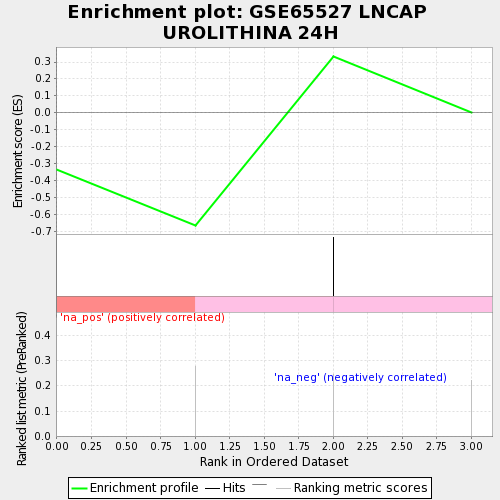 Enrichment plot: GSE65527 LNCAP
UROLITHINA 24H
Enrichment score (ES)
0.3
0.2
0.1
0.0
-0.1
-0.2
-0.3
-0.4
-0.5
-0.6
-0.7
'na_pos' (positively correlated)
'na_neg' (negatively correlated)
Ranked list metric (PreRanked)
0.4
0.3
0.2
0.1
0.0
0.00 0.25 0.50 0.75 1.00 1.25 1.50 1.75 2.00 2.25 2.50 2.75 3.00
Rank in Ordered Dataset
Enrichment profile Hits Ranking metric scores